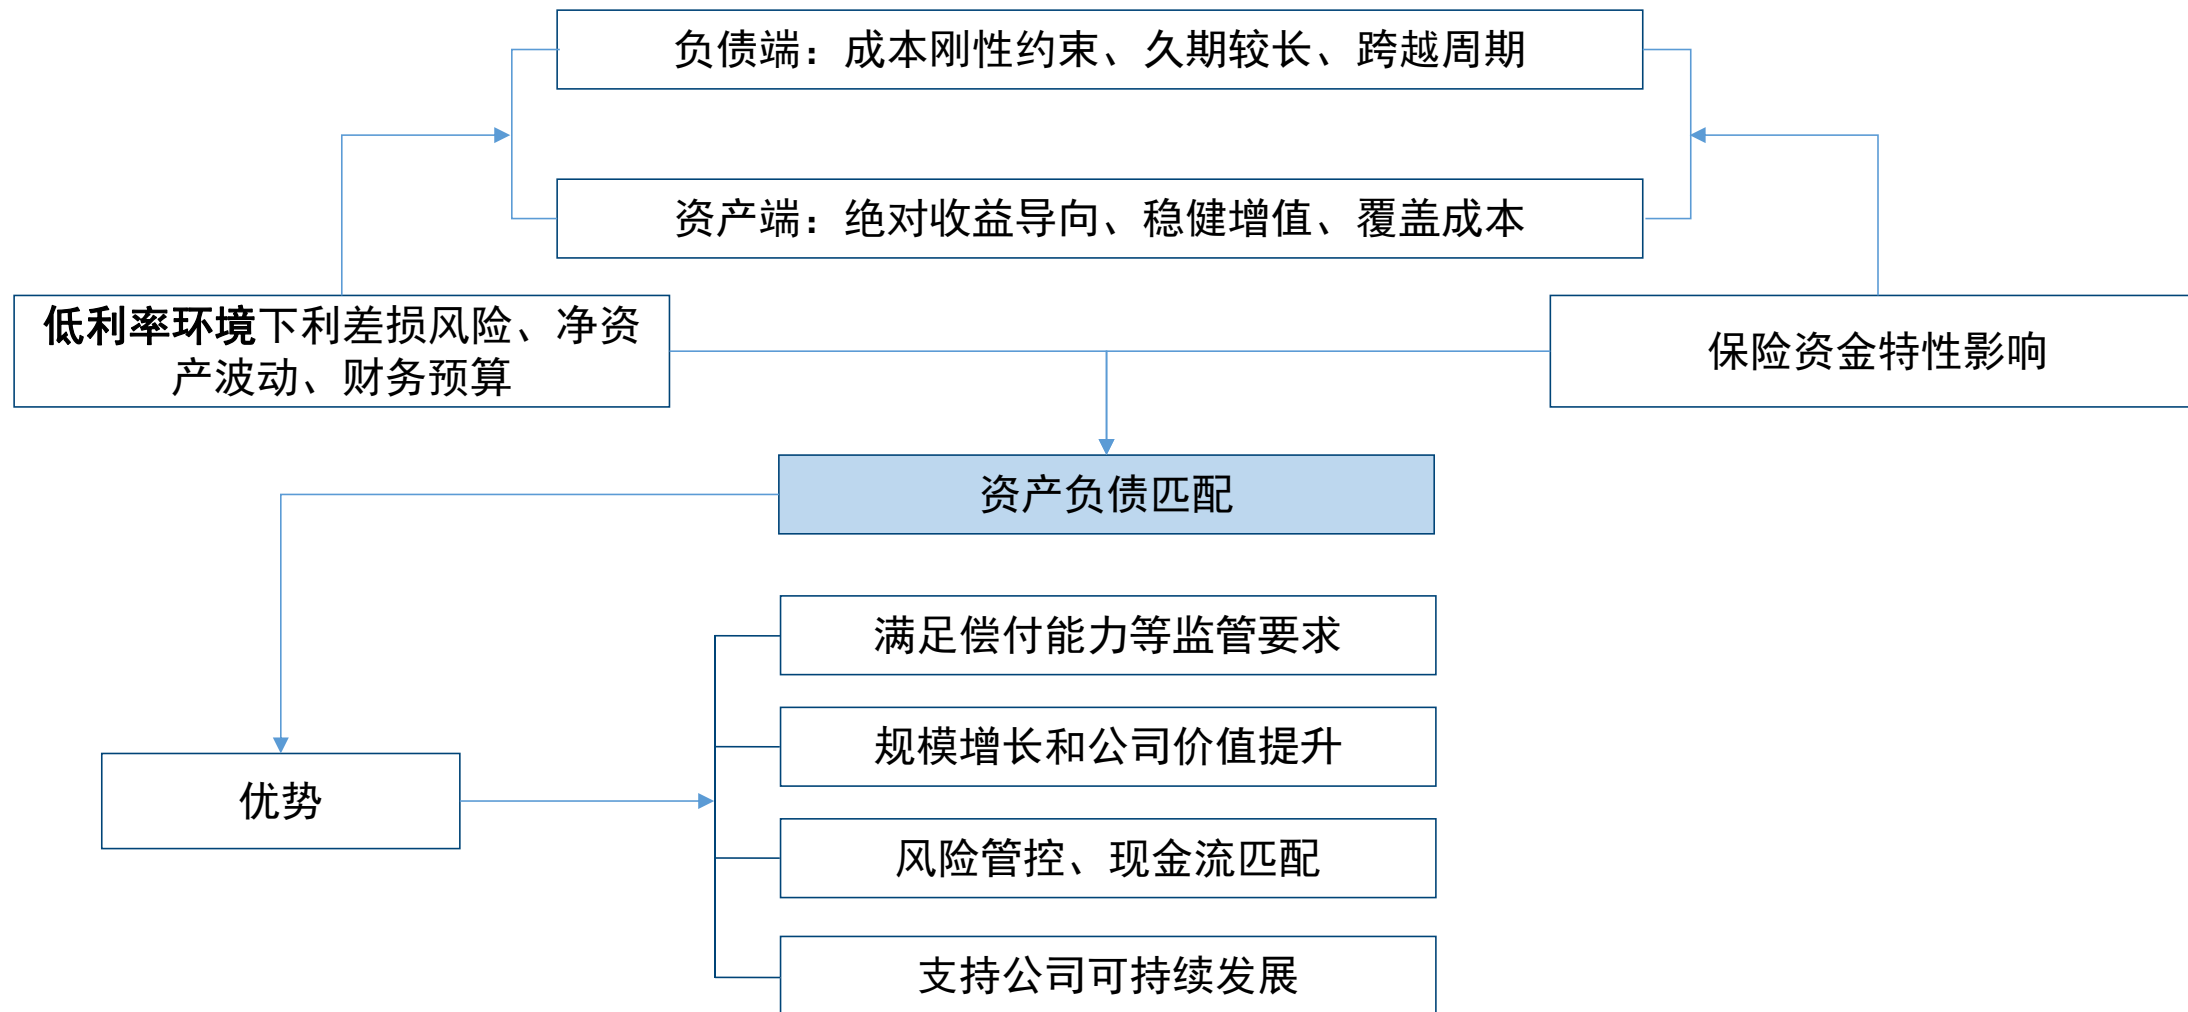 负债端：成本刚性约束、久期较长、跨越周期
资产端：绝对收益导向、稳健增值、覆盖成本
低利率环境下利差损风险、净资
产波动、财务预算
保险资金特性影响
资产负债匹配
满足偿付能力等监管要求
规模增长和公司价值提升
优势
风险管控、现金流匹配
支持公司可持续发展